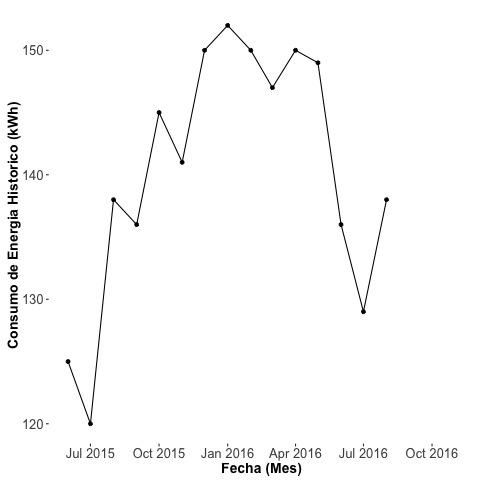 Consumo de Energia Historico (kWh)
150
140
130
120
Jul 2015 Oct 2015 Jan 2016 Apr 2016 Jul 2016 Oct 2016
Fecha (Mes)